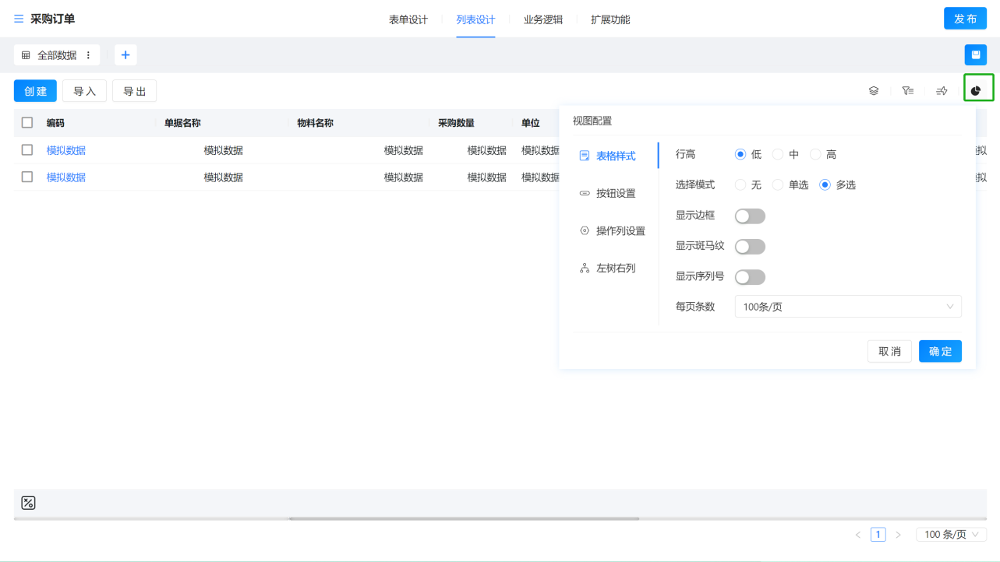 采购订单
表单设计
列表设计
业务逻辑
扩展功能
发布
全部数据
创建
导入
导出
编码
单据名称
物料名称
采购数量
单位
模拟数据
模拟数据
模拟数据
模拟数据
模拟数据
模拟数据
模拟数据
模拟数据
模拟数据
模拟数据
视图配置
表格样式
按钮设置
操作列设置
左树右列
行高
低
中
高
选择模式
无
单选
多选
显示边框
显示斑马纹
显示序列号
每页条数
100条/页
取消
确定
1
100 条/页